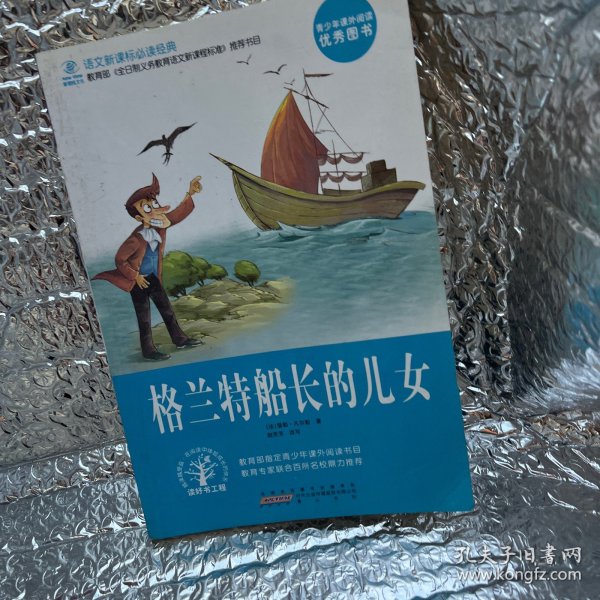 语文新课标必读经典
教育部《全日制义务教育语文新课程标准》推荐书目
青少年课外阅读
优秀图书
格兰特船长的儿女
教育部指定青少年课外阅读书目
教育专家联合百所名校鼎力推荐
读好书工程
孔夫子旧书网
www.kongfz.com